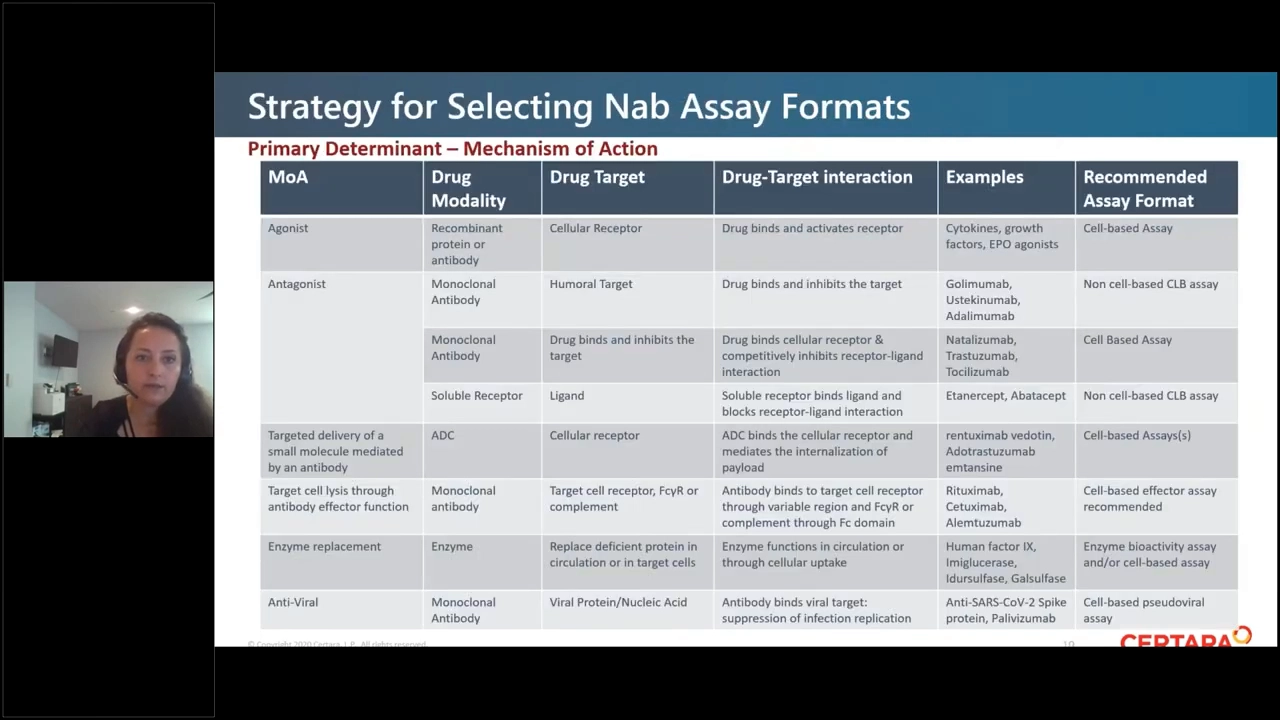 Strategy for Selecting Nab Assay Formats
Primary Determinant – Mechanism of Action
MoA
Drug
Modality
Drug Target
Drug-Target interaction
Examples
Recommended
Assay Format
Agonist
Recombinant
protein or
antibody
Cellular Receptor
Drug binds and activates receptor
Cytokines, growth
factors, EPO agonists
Cell-based Assay
Antagonist
Monoclonal
Antibody
Humoral Target
Drug binds and inhibits the target
Golimumab,
Ustekinumab,
Adalimumab
Non cell-based CLB assay
Monoclonal
Antibody
Drug binds and inhibits the
target
Drug binds cellular receptor &
competitively inhibits receptor-ligand
interaction
Natalizumab,
Trastuzumab,
Tocilizumab
Cell Based Assay
Soluble Receptor
Ligand
Soluble receptor binds ligand and
blocks receptor-ligand interaction
Etanercept, Abatacept
Non cell-based CLB assay
Targeted delivery of a
small molecule mediated
by an antibody
ADC
Cellular receptor
ADC binds the cellular receptor and
mediates the internalization of
payload
rentuximab vedotin,
Adotrastuzumab
emtansine
Cell-based Assays(s)
Target cell lysis through
antibody effector function
Monoclonal
antibody
Target cell receptor, FcγR or
complement
Antibody binds to target cell receptor
through variable region and FcγR or
complement through Fc domain
Rituximab,
Cetuximab,
Alemtuzumab
Cell-based effector assay
recommended
Enzyme replacement
Enzyme
Replace deficient protein in
circulation or in target cells
Enzyme functions in circulation or
through cellular uptake
Human factor IX,
Imiglucerase,
Idursulfase, Galsulfase
Enzyme bioactivity assay
and/or cell-based assay
Anti-Viral
Monoclonal
Antibody
Viral Protein/Nucleic Acid
Antibody binds viral target:
suppression of infection replication
Anti-SARS-CoV-2 Spike
protein, Palivizumab
Cell-based pseudoviral
assay
© Copyright 2020 Certara, L.P. All rights reserved.
CERTARA